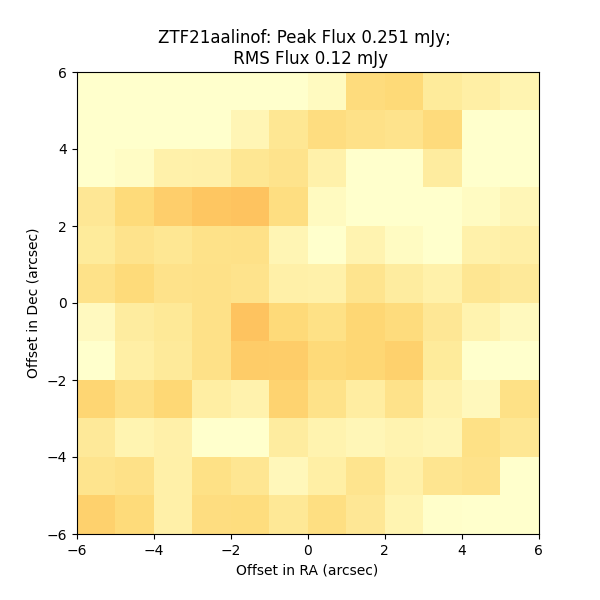 ZTF21aalinof: Peak Flux 0.251 mJy;
RMS Flux 0.12 mJy
6
4
2
0
−2
−4
−6
Offset in Dec (arcsec)
−6 −4 −2 0 2 4 6
Offset in RA (arcsec)